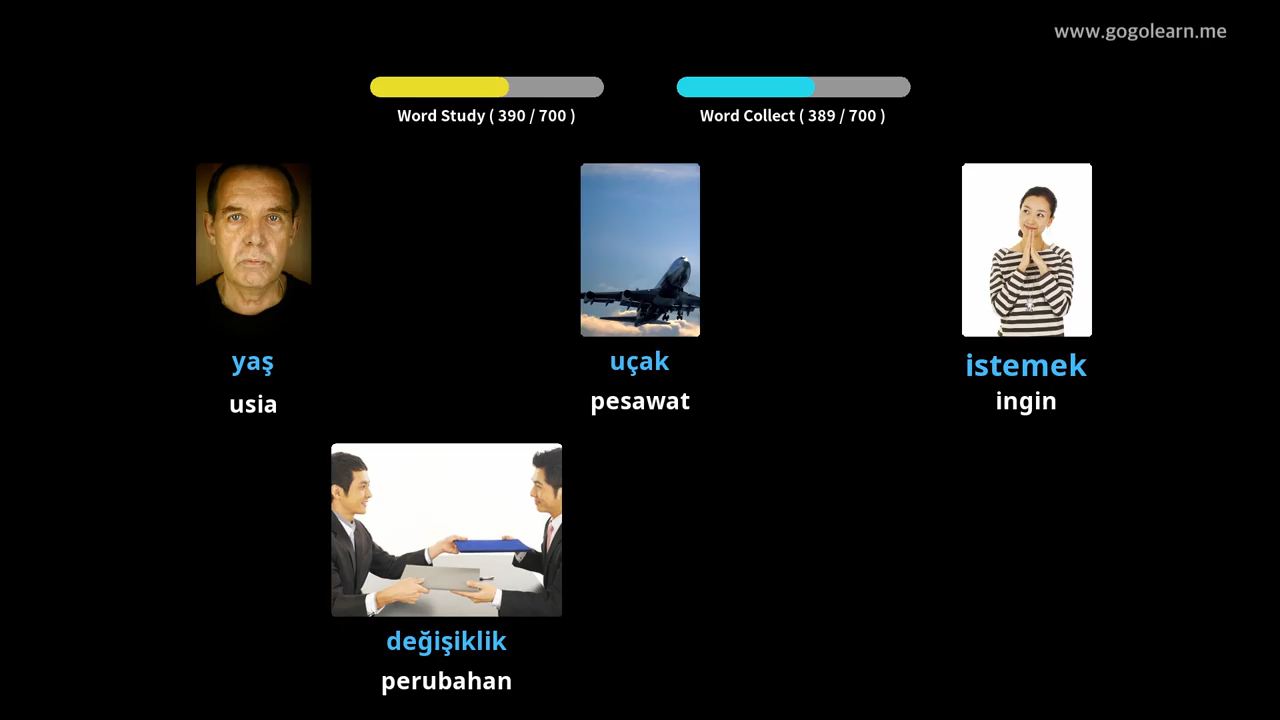 www.gogolearn.me
Word Study ( 390 / 700 )
Word Collect ( 389 / 700 )
yaş
usia
uçak
pesawat
istemek
ingin
değişiklik
perubahan